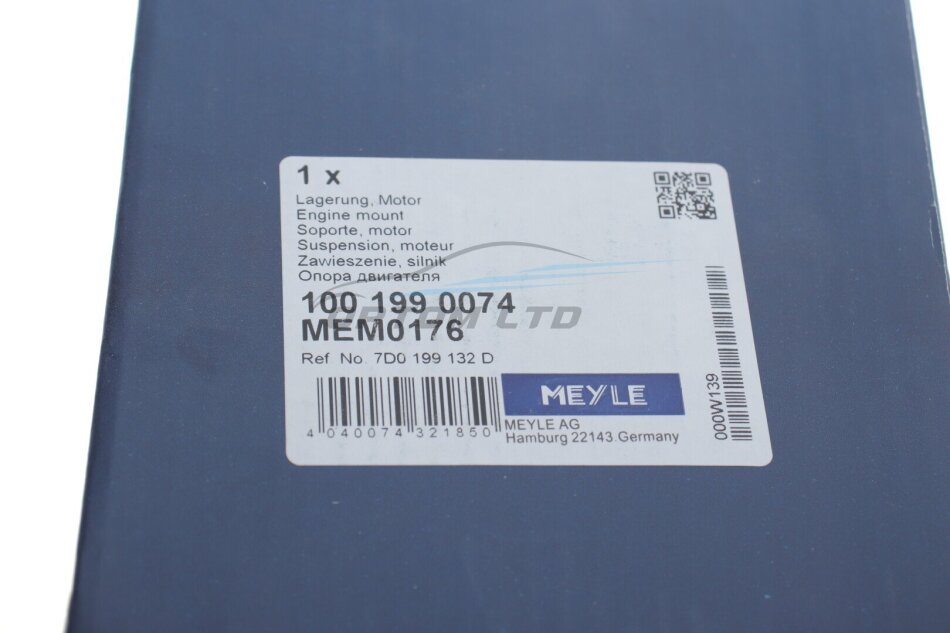 1 x
Lagerung, Motor
Engine mount
Soporte, motor
Suspension, moteur
Zawieszenie, silnik
Опора двигателя
100 199 0074
MEM0176
LTD
Ref. No. 7D0 199 132 D
4 040074 321850
MEYLE
MEYLE AG
Hamburg 22143.Germany
000W139